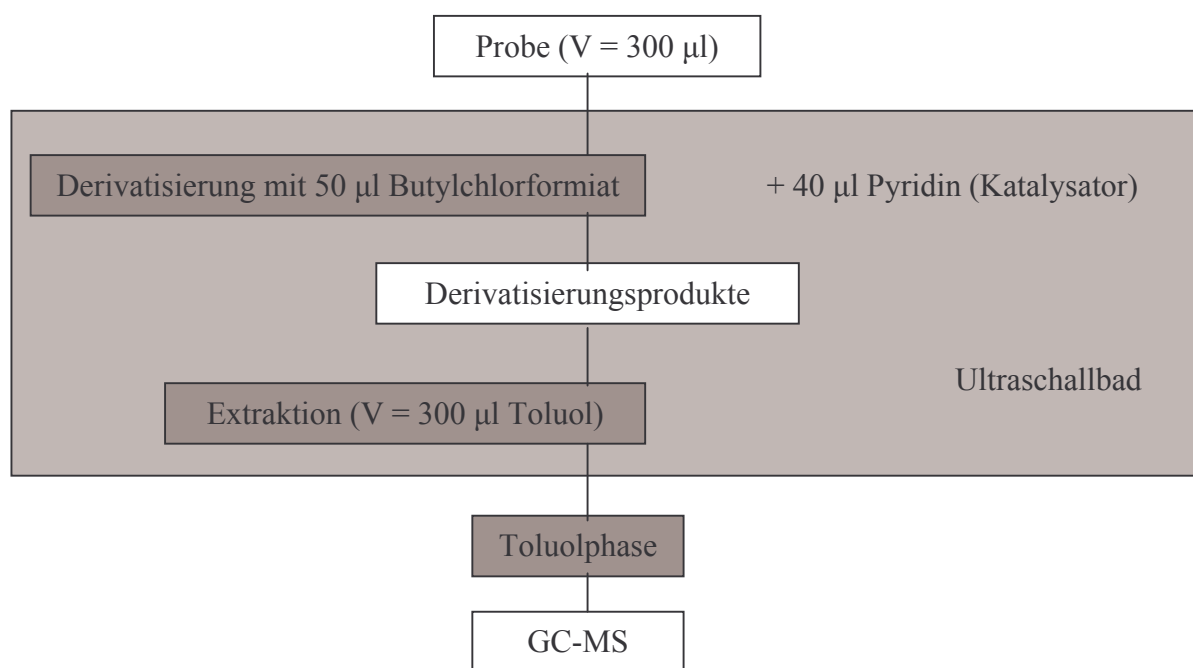 Probe (V = 300 μl)
Derivatisierung mit 50 μl Butylchlorformiat
+ 40 μl Pyridin (Katalysator)
Derivatisierungsprodukte
Ultraschallbad
Extraktion (V = 300 μl Toluol)
Toluolphase
GC-MS